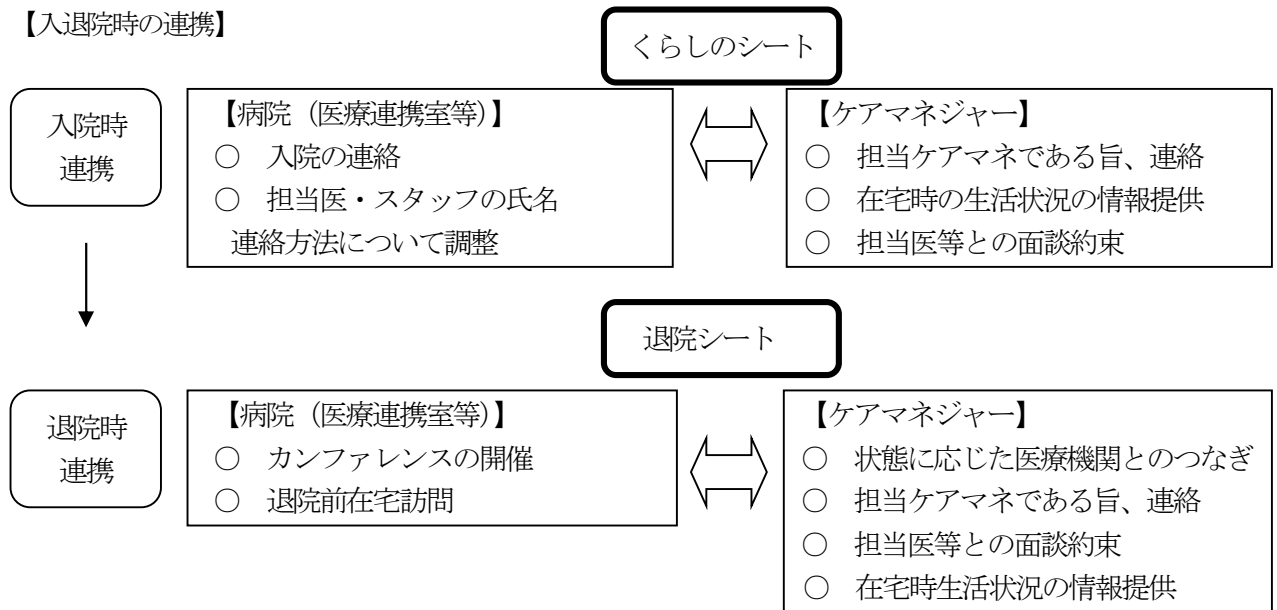 【入退院時の連携】
くらしのシート
入院時
連携
【病院（医療連携室等）】
○　入院の連絡
○　担当医・スタッフの氏名
連絡方法について調整
【ケアマネジャー】
○　担当ケアマネである旨、連絡
○　在宅時の生活状況の情報提供
○　担当医等との面談約束
退院シート
退院時
連携
【病院（医療連携室等）】
○　カンファレンスの開催
○　退院前在宅訪問
【ケアマネジャー】
○　状態に応じた医療機関とのつなぎ
○　担当ケアマネである旨、連絡
○　担当医等との面談約束
○　在宅時生活状況の情報提供